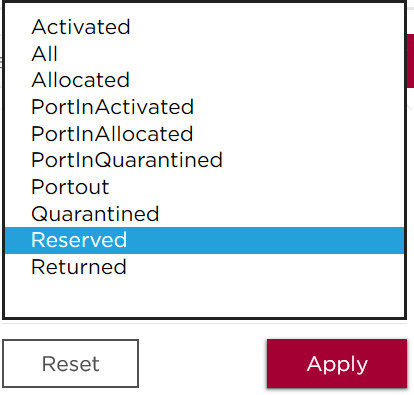 Activated
All
Allocated
PortInActivated
PortInAllocated
PortInQuarantined
Portout
Quarantined
Reserved
Returned
Reset
Apply